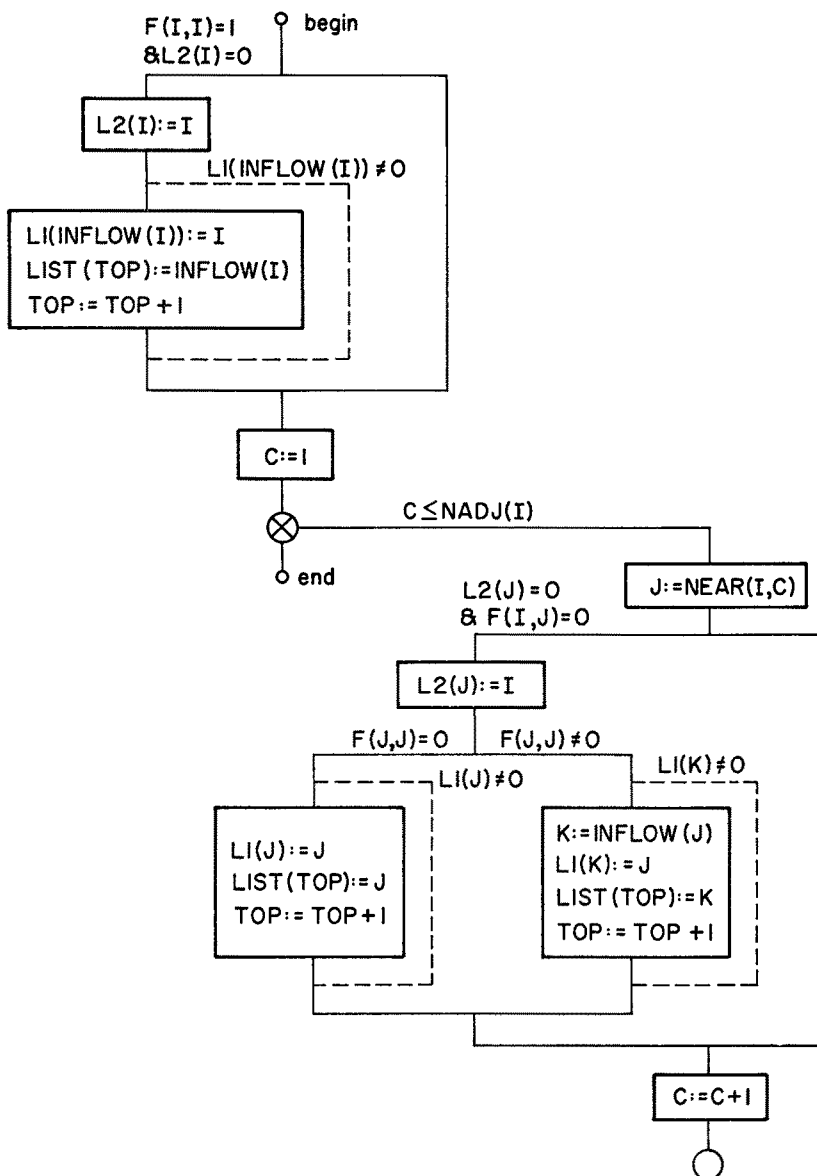 F(I,I)=1
&L2(I)=0
begin
L2(I):=I
L1(INFLOW(I))≠0
L1(INFLOW(I)):=I
LIST(TOP):=INFLOW(I)
TOP:=TOP+1
C:=1
C≤NADJ(I)
end
J:=NEAR(I,C)
L2(J)=0
& F(I,J)=0
L2(J):=I
F(J,J)=0
F(J,J)≠0
L1(J)≠0
L1(K)≠0
L1(J):=J
LIST(TOP):=J
TOP:=TOP+1
K:=INFLOW(J)
L1(K):=J
LIST(TOP):=K
TOP:=TOP+1
C:=C+1